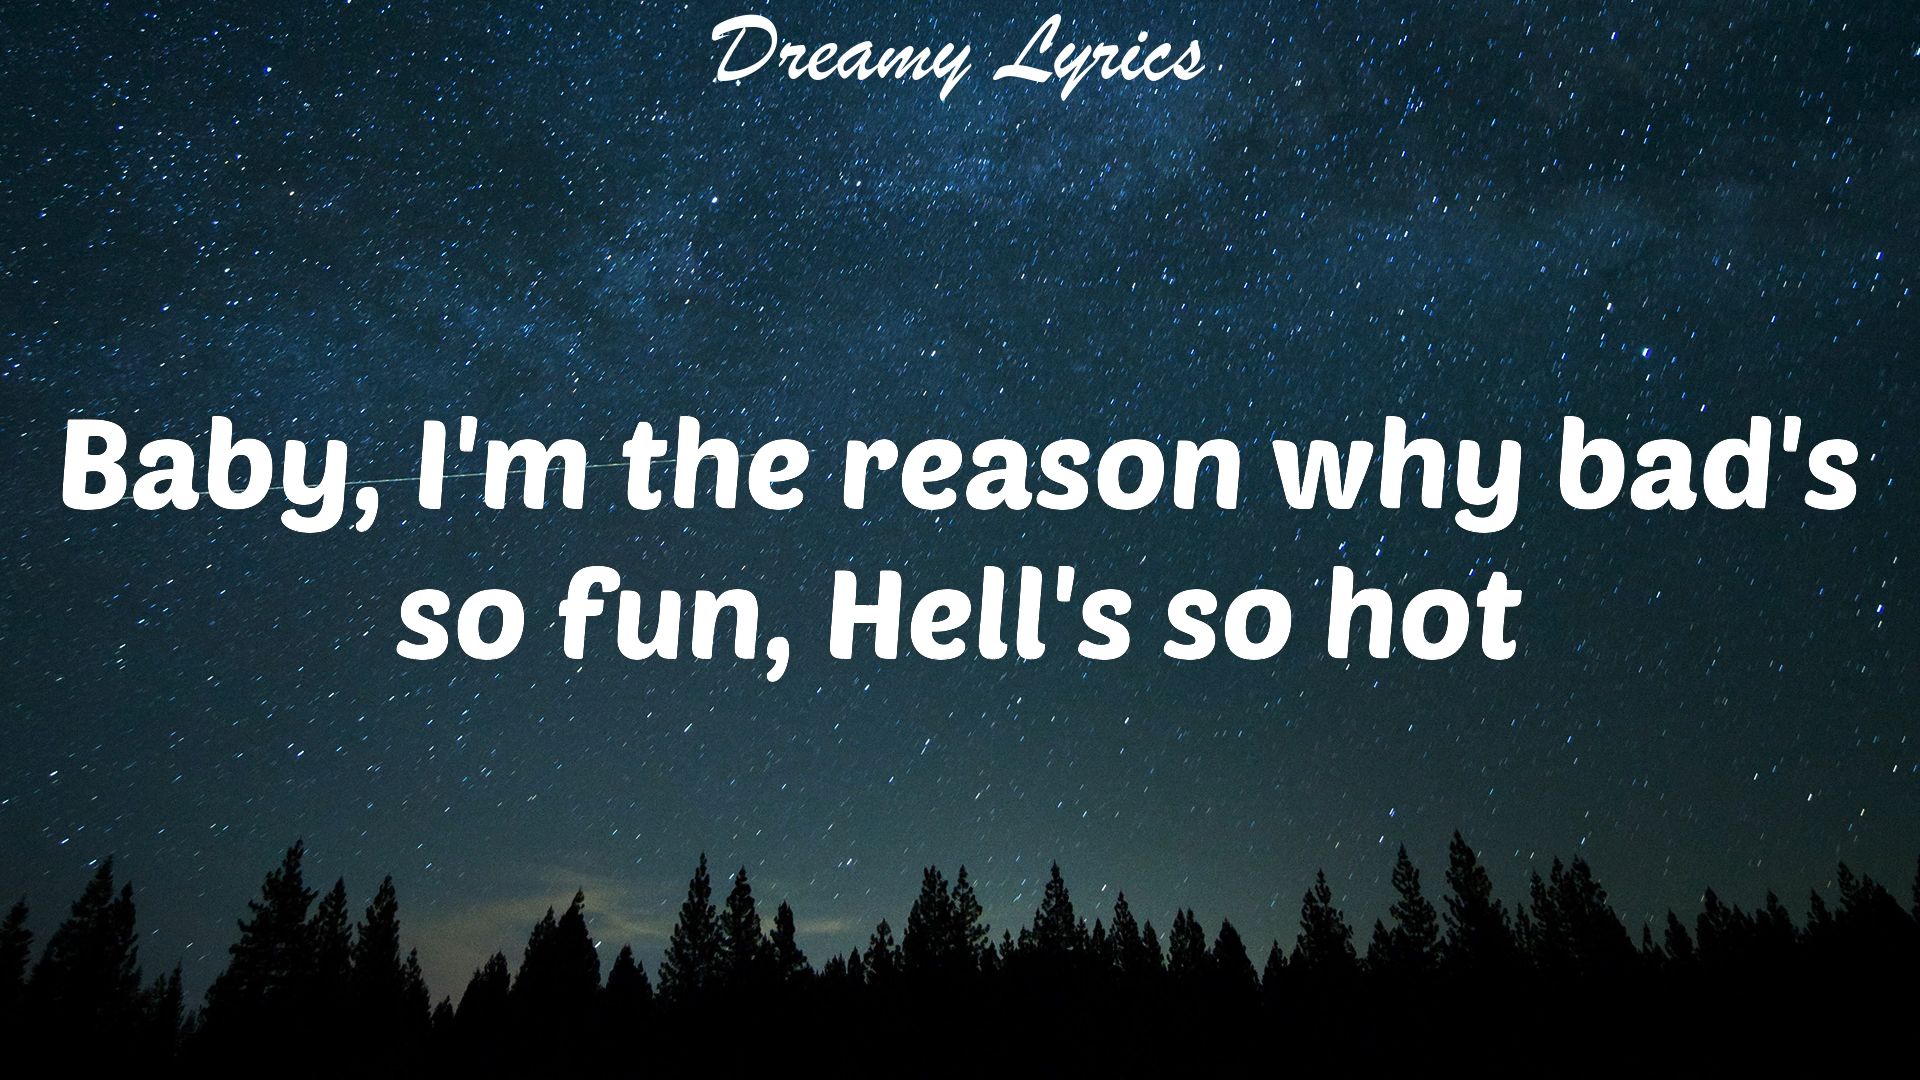 Dreamy Lyrics
Baby, I'm the reason why bad's
so fun, Hell's so hot